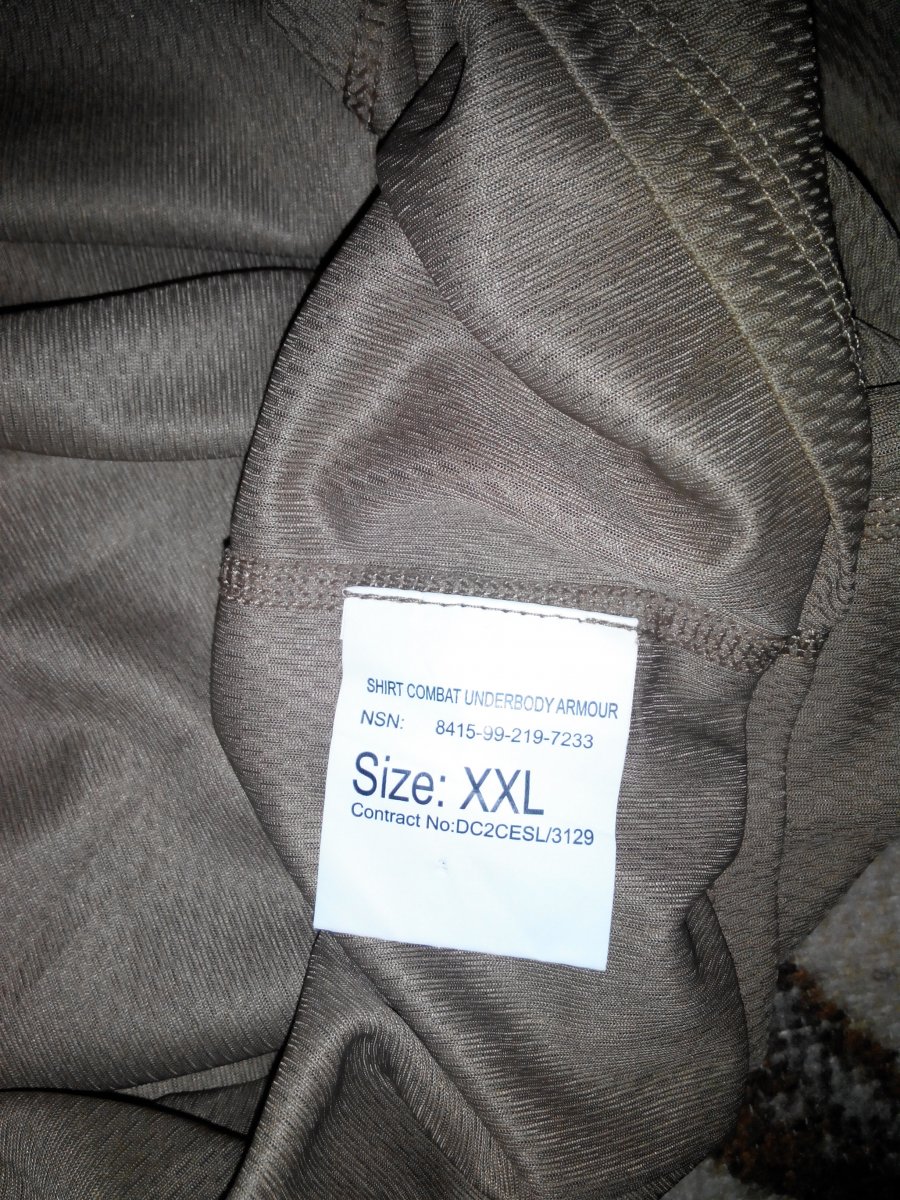 SHIRT COMBAT UNDERBODY ARMOUR
NSN: 8415-99-219-7233
Size: XXL
Contract No:DC2CESL/3129